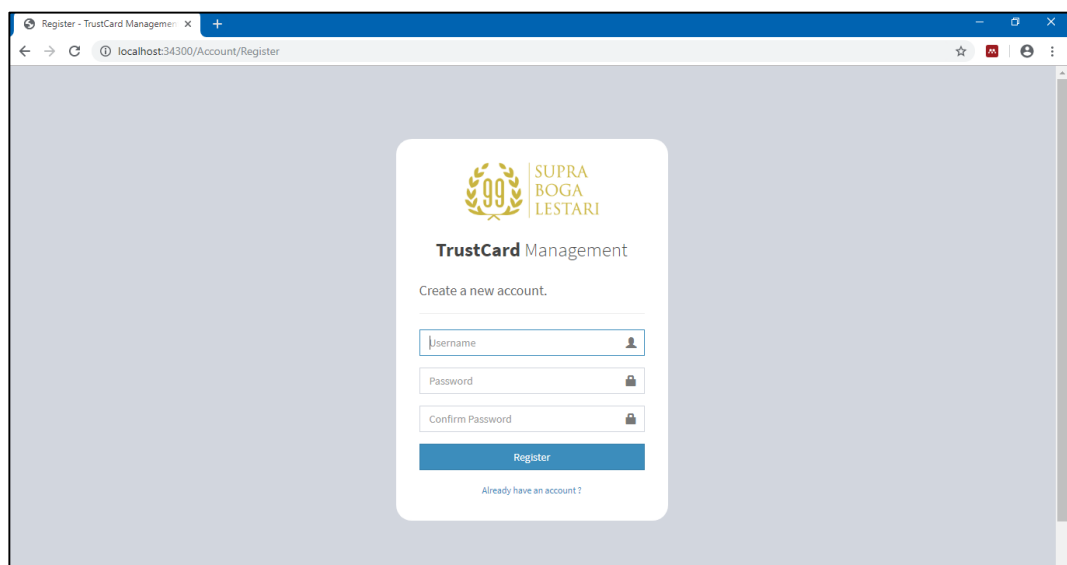 Register - TrustCard Managemen
localhost:34300/Account/Register
99
SUPRA
BOGA
LESTARI
TrustCard Management
Create a new account.
Username
Password
Confirm Password
Register
Already have an account ?